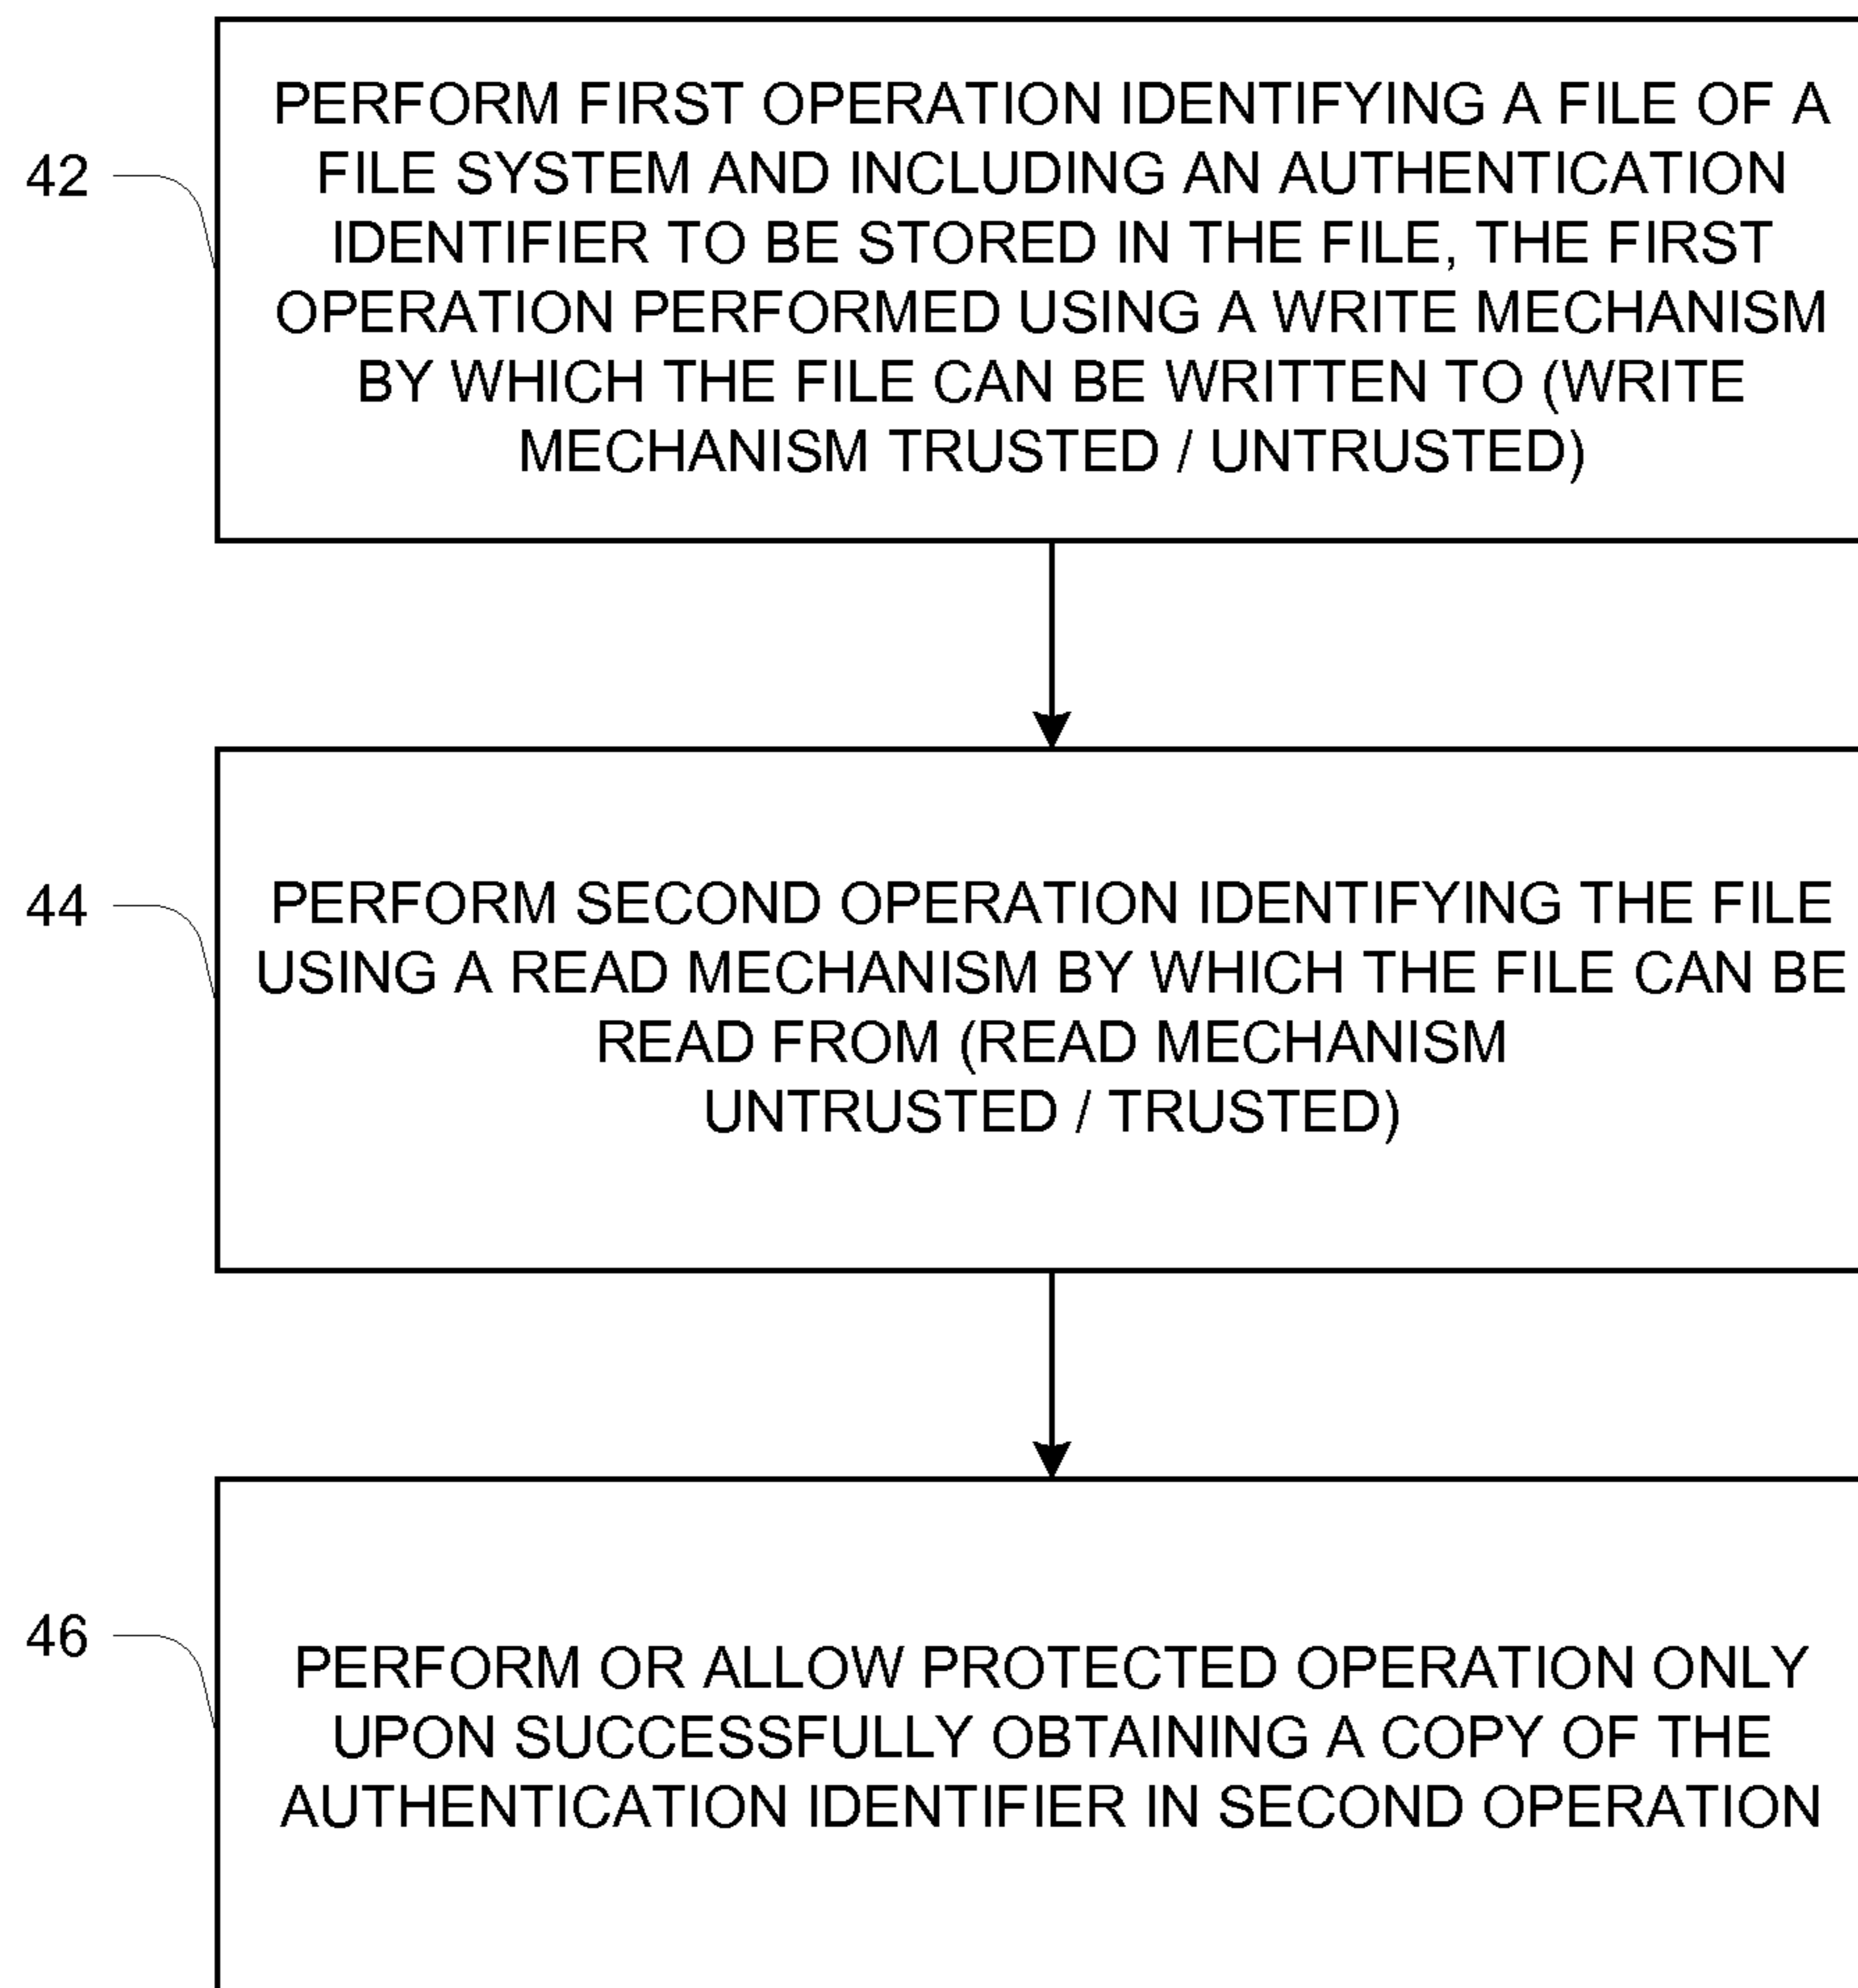 42
PERFORM FIRST OPERATION IDENTIFYING A FILE OF A
FILE SYSTEM AND INCLUDING AN AUTHENTICATION
IDENTIFIER TO BE STORED IN THE FILE, THE FIRST
OPERATION PERFORMED USING A WRITE MECHANISM
BY WHICH THE FILE CAN BE WRITTEN TO (WRITE
MECHANISM TRUSTED / UNTRUSTED)
44
PERFORM SECOND OPERATION IDENTIFYING THE FILE
USING A READ MECHANISM BY WHICH THE FILE CAN BE
READ FROM (READ MECHANISM
UNTRUSTED / TRUSTED)
46
PERFORM OR ALLOW PROTECTED OPERATION ONLY
UPON SUCCESSFULLY OBTAINING A COPY OF THE
AUTHENTICATION IDENTIFIER IN SECOND OPERATION